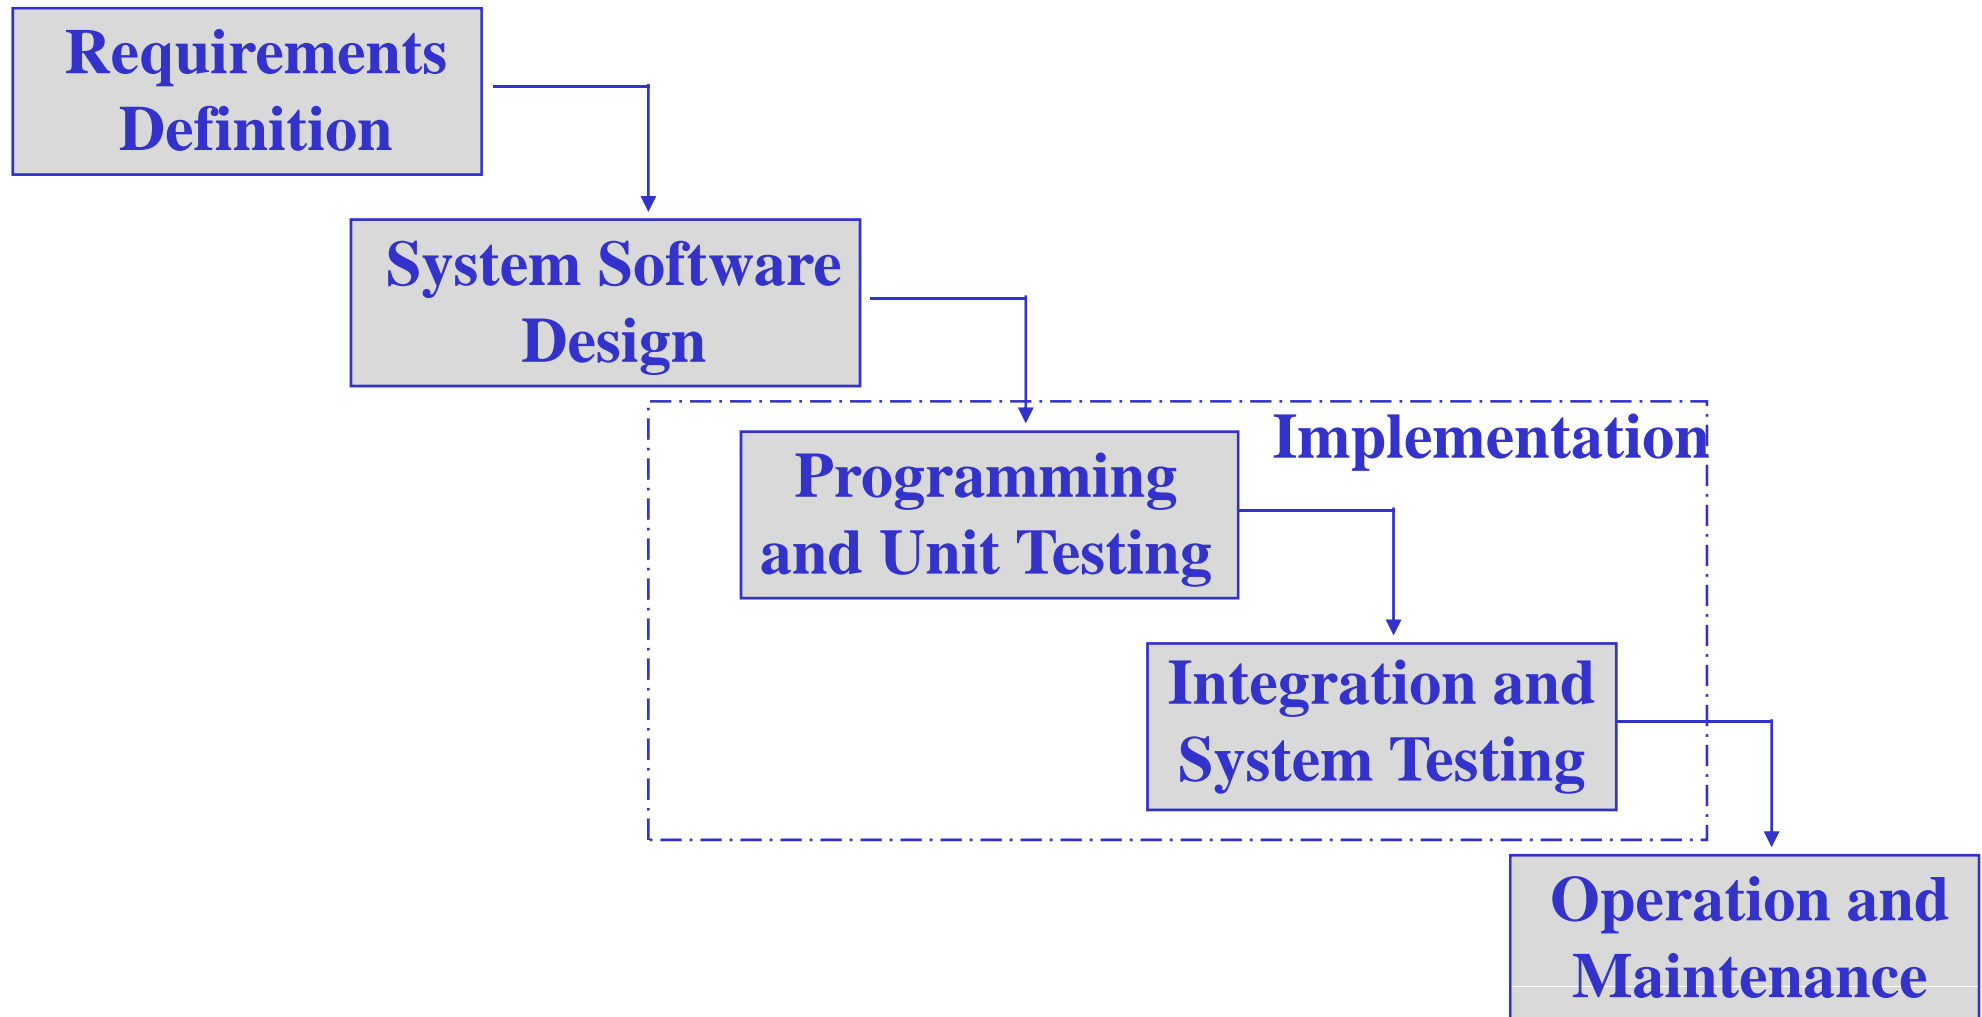 Requirements
Definition
System Software
Design
Implementation
Programming
and Unit Testing
Integration and
System Testing
Operation and
Maintenance